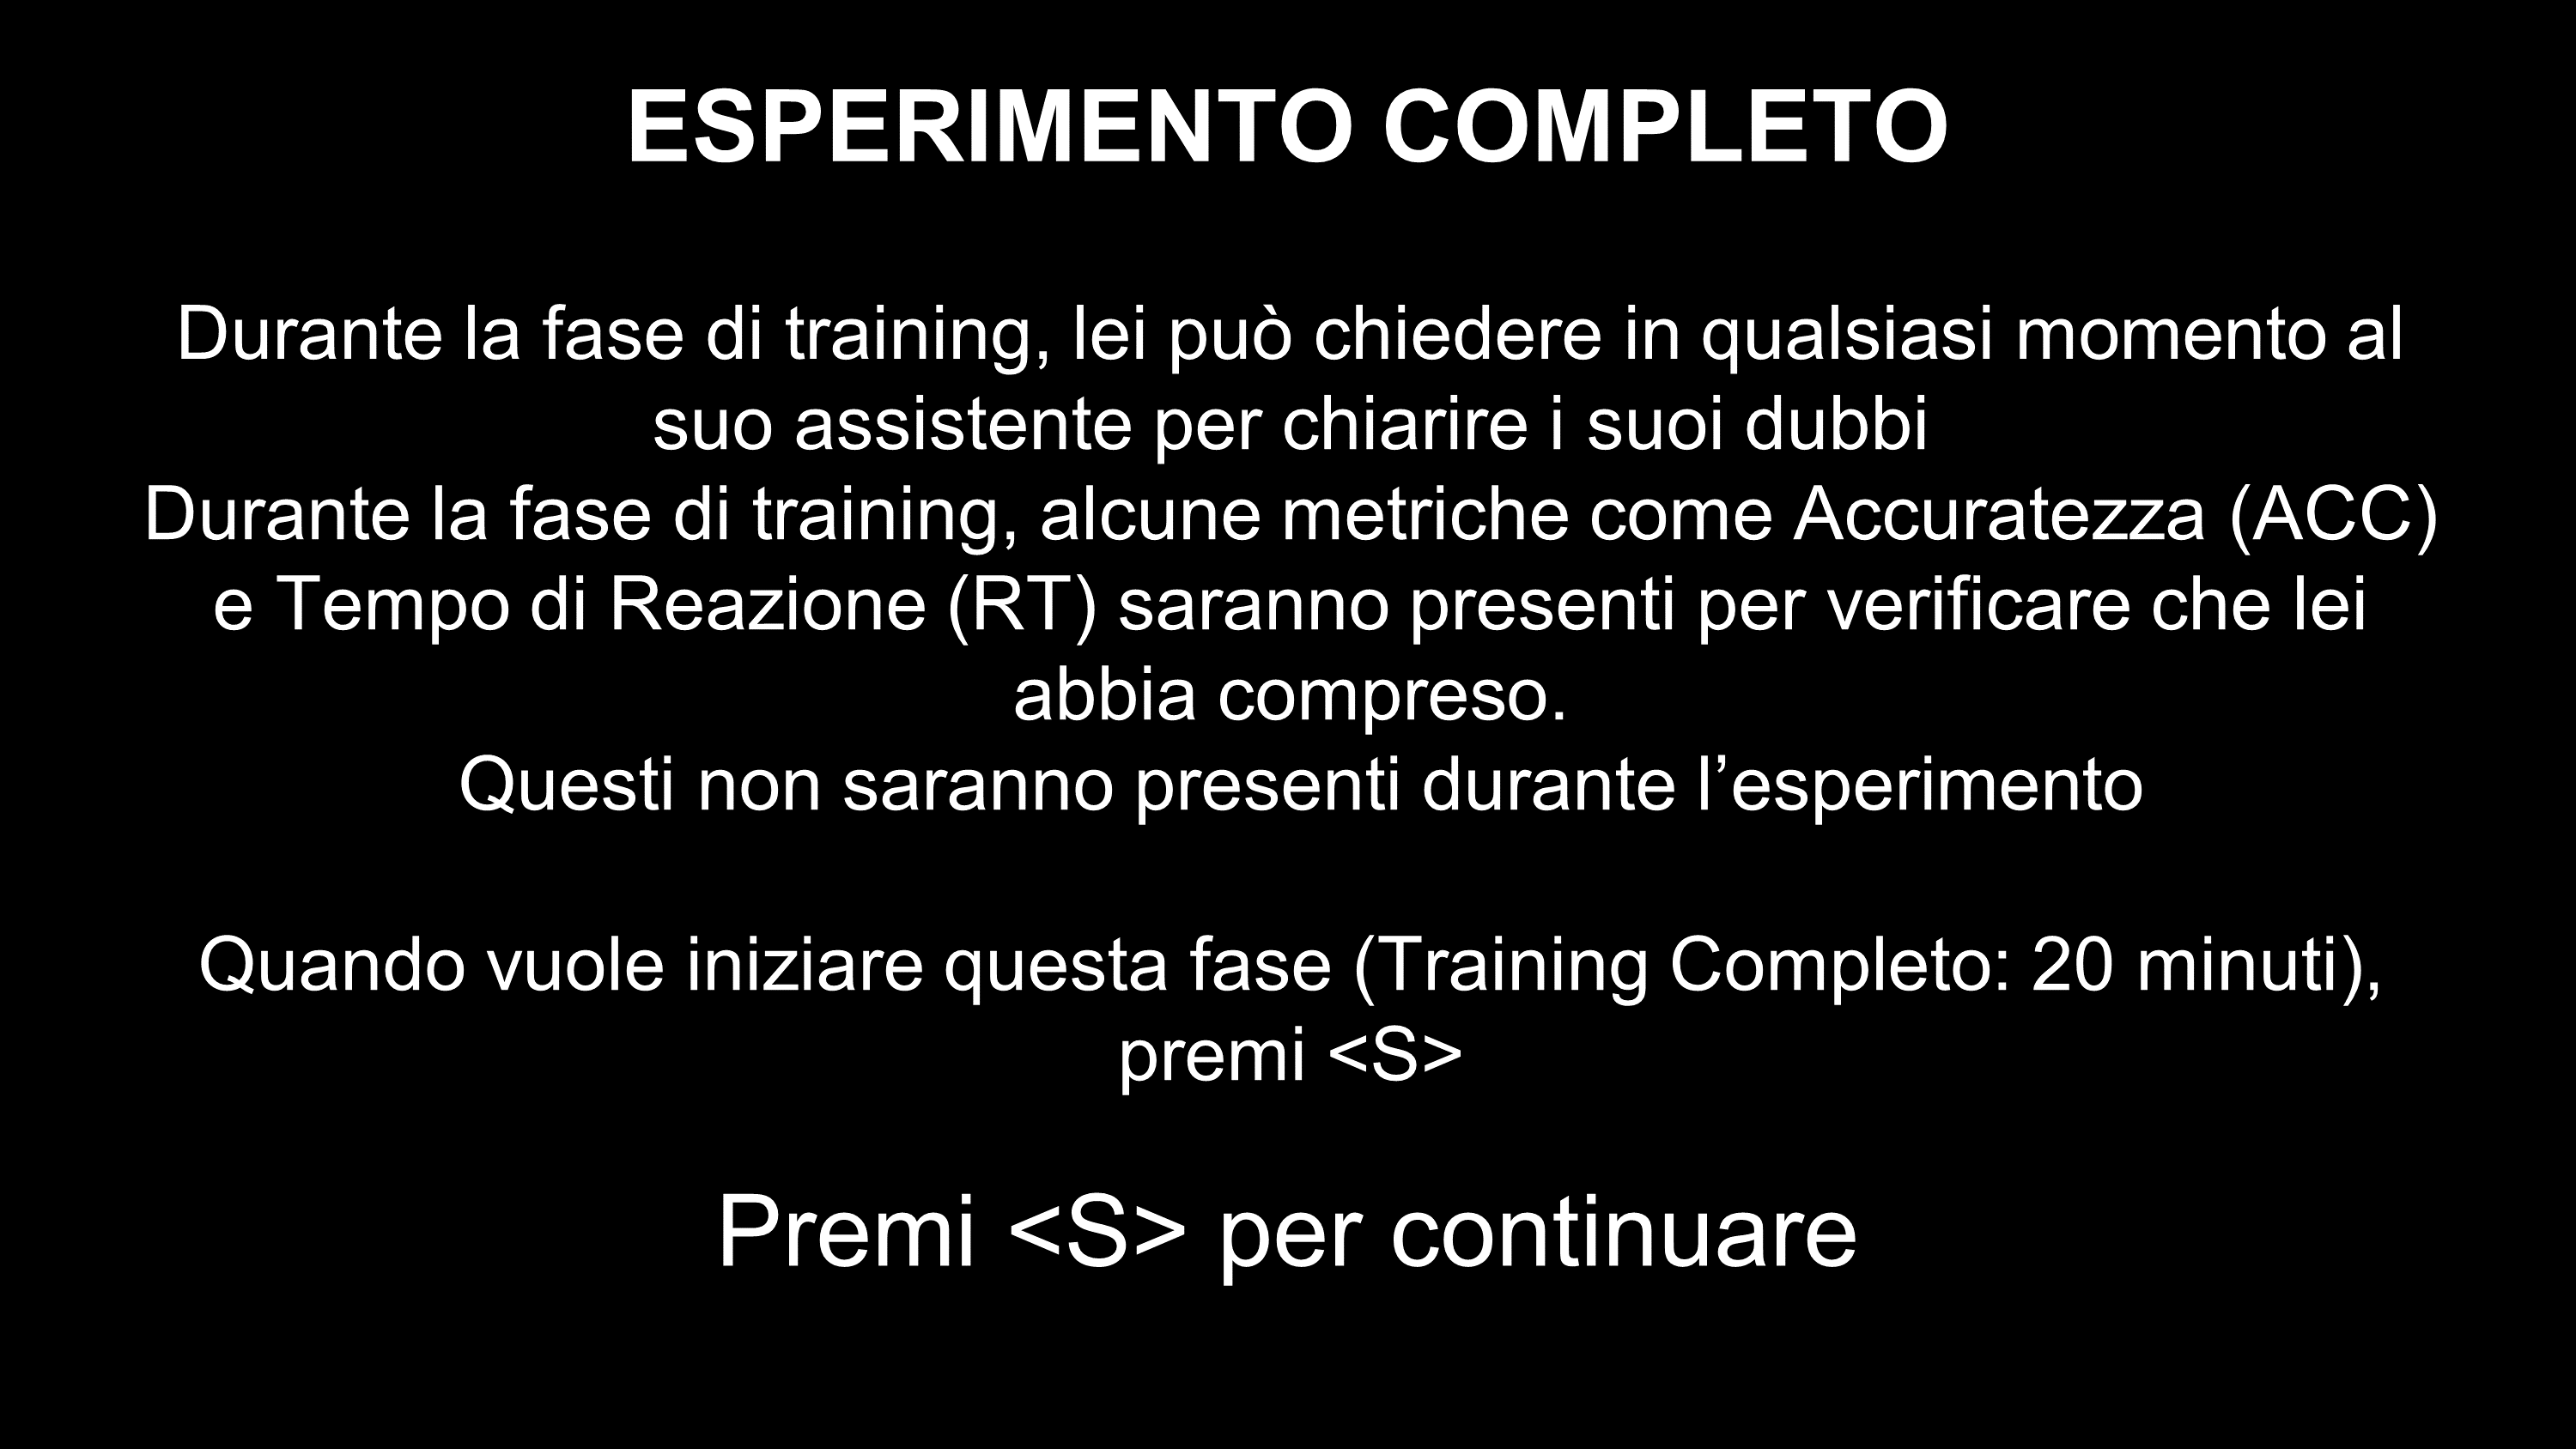 ESPERIMENTO COMPLETO
Durante la fase di training, lei può chiedere in qualsiasi momento al
suo assistente per chiarire i suoi dubbi
Durante la fase di training, alcune metriche come Accuratezza (ACC)
e Tempo di Reazione (RT) saranno presenti per verificare che lei
abbia compreso.
Questi non saranno presenti durante l’esperimento
Quando vuole iniziare questa fase (Training Completo: 20 minuti),
premi <S>
Premi <S> per continuare